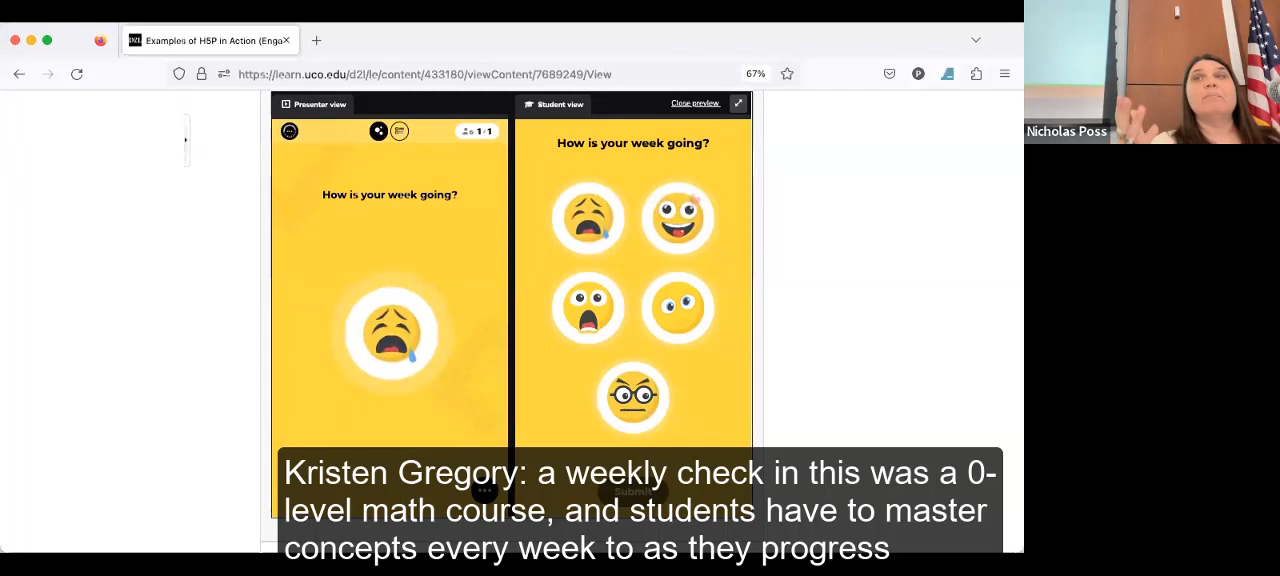 Examples of H5P in Action (Enga
https://learn.uco.edu/d2l/le/content/433180/viewContent/7689249/View
67%
Presenter view
Student view
Close preview
1/1
How is your week going?
How is your week going?
Submit
Kristen Gregory: a weekly check in this was a 0-
level math course, and students have to master
concepts every week to as they progress
Nicholas Poss